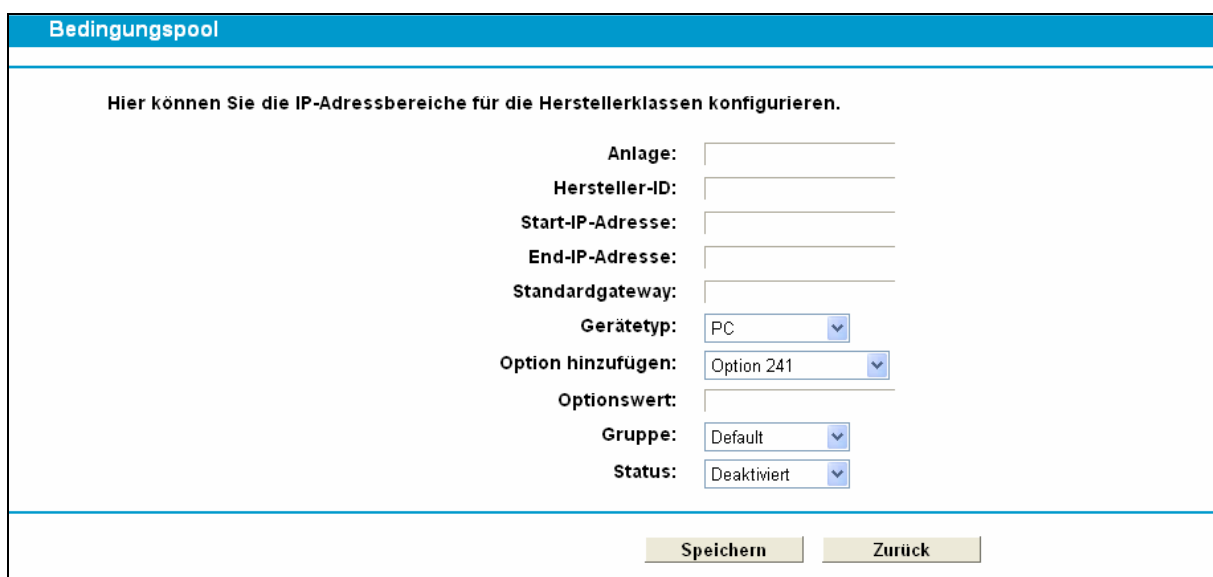 Bedingungspool
Hier können Sie die IP-Adressbereiche für die Herstellerklassen konfigurieren.
Anlage:
Hersteller-ID:
Start-IP-Adresse:
End-IP-Adresse:
Standardgateway:
Gerätetyp: PC
Option hinzufügen: Option 241
Optionswert:
Gruppe: Default
Status: Deaktiviert
Speichern Zurück